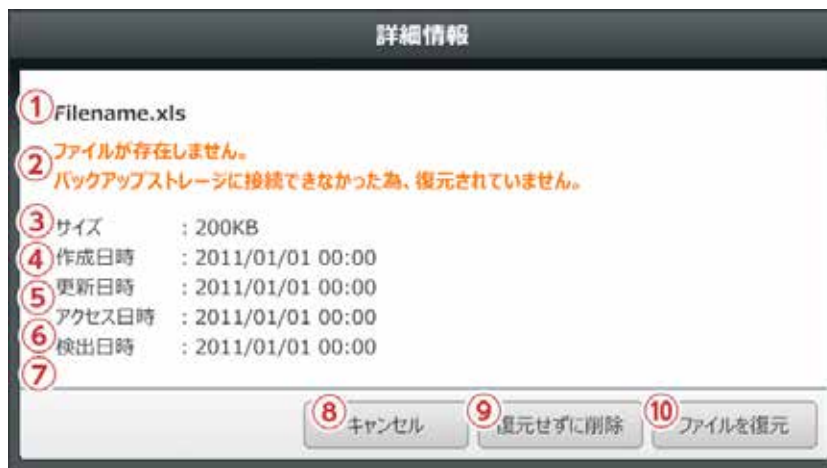 詳細情報
① Filename.xls
② ファイルが存在しません。
バックアップストレージに接続できなかった為、復元されていません。
③ サイズ : 200KB
④ 作成日時 : 2011/01/01 00:00
⑤ 更新日時 : 2011/01/01 00:00
アクセス日時 : 2011/01/01 00:00
⑥ 検出日時 : 2011/01/01 00:00
⑦
⑧ キャンセル ⑨ 復元せずに削除 ⑩ ファイルを復元